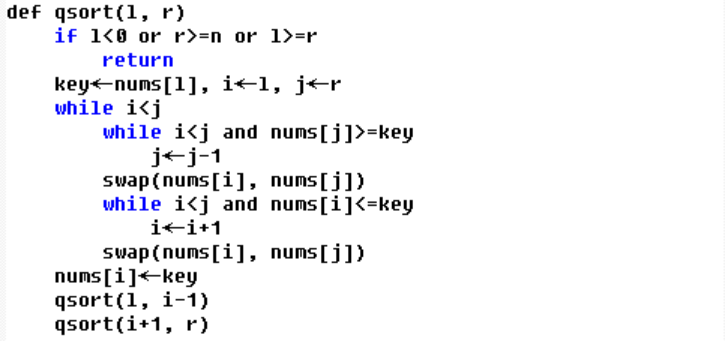 def qsort(l, r)
    if l<0 or r>=n or l>=r
        return
    key←nums[l], i←l, j←r
    while i<j
        while i<j and nums[j]>=key
            j←j-1
        swap(nums[i], nums[j])
        while i<j and nums[i]<=key
            i←i+1
        swap(nums[i], nums[j])
    nums[i]←key
    qsort(l, i-1)
    qsort(i+1, r)